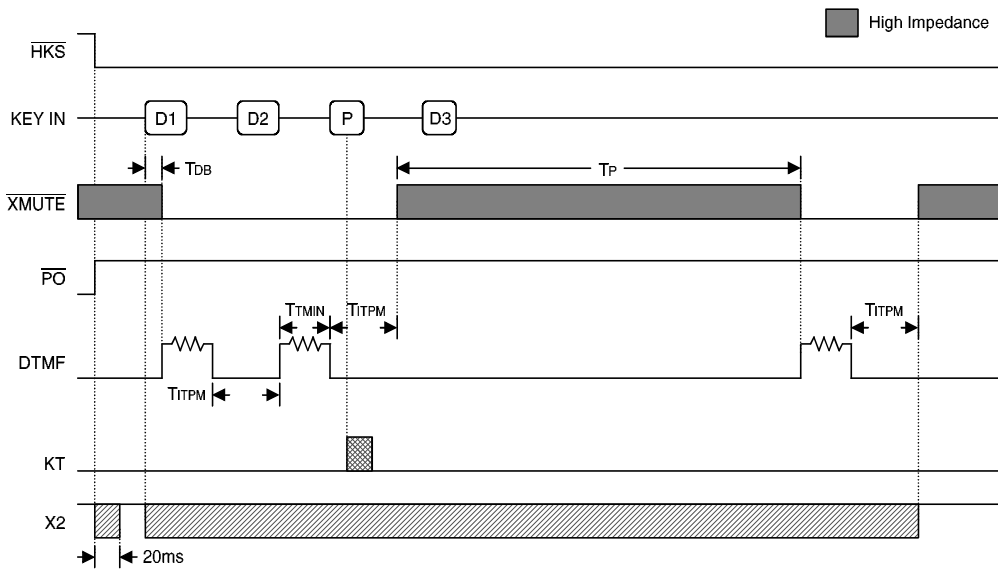 High Impedance
HKS
KEY IN D1 D2 P D3
TDB TP
XMUTE
PO
TTMIN TITPM TITPM
DTMF
TITPM
KT
X2
20ms